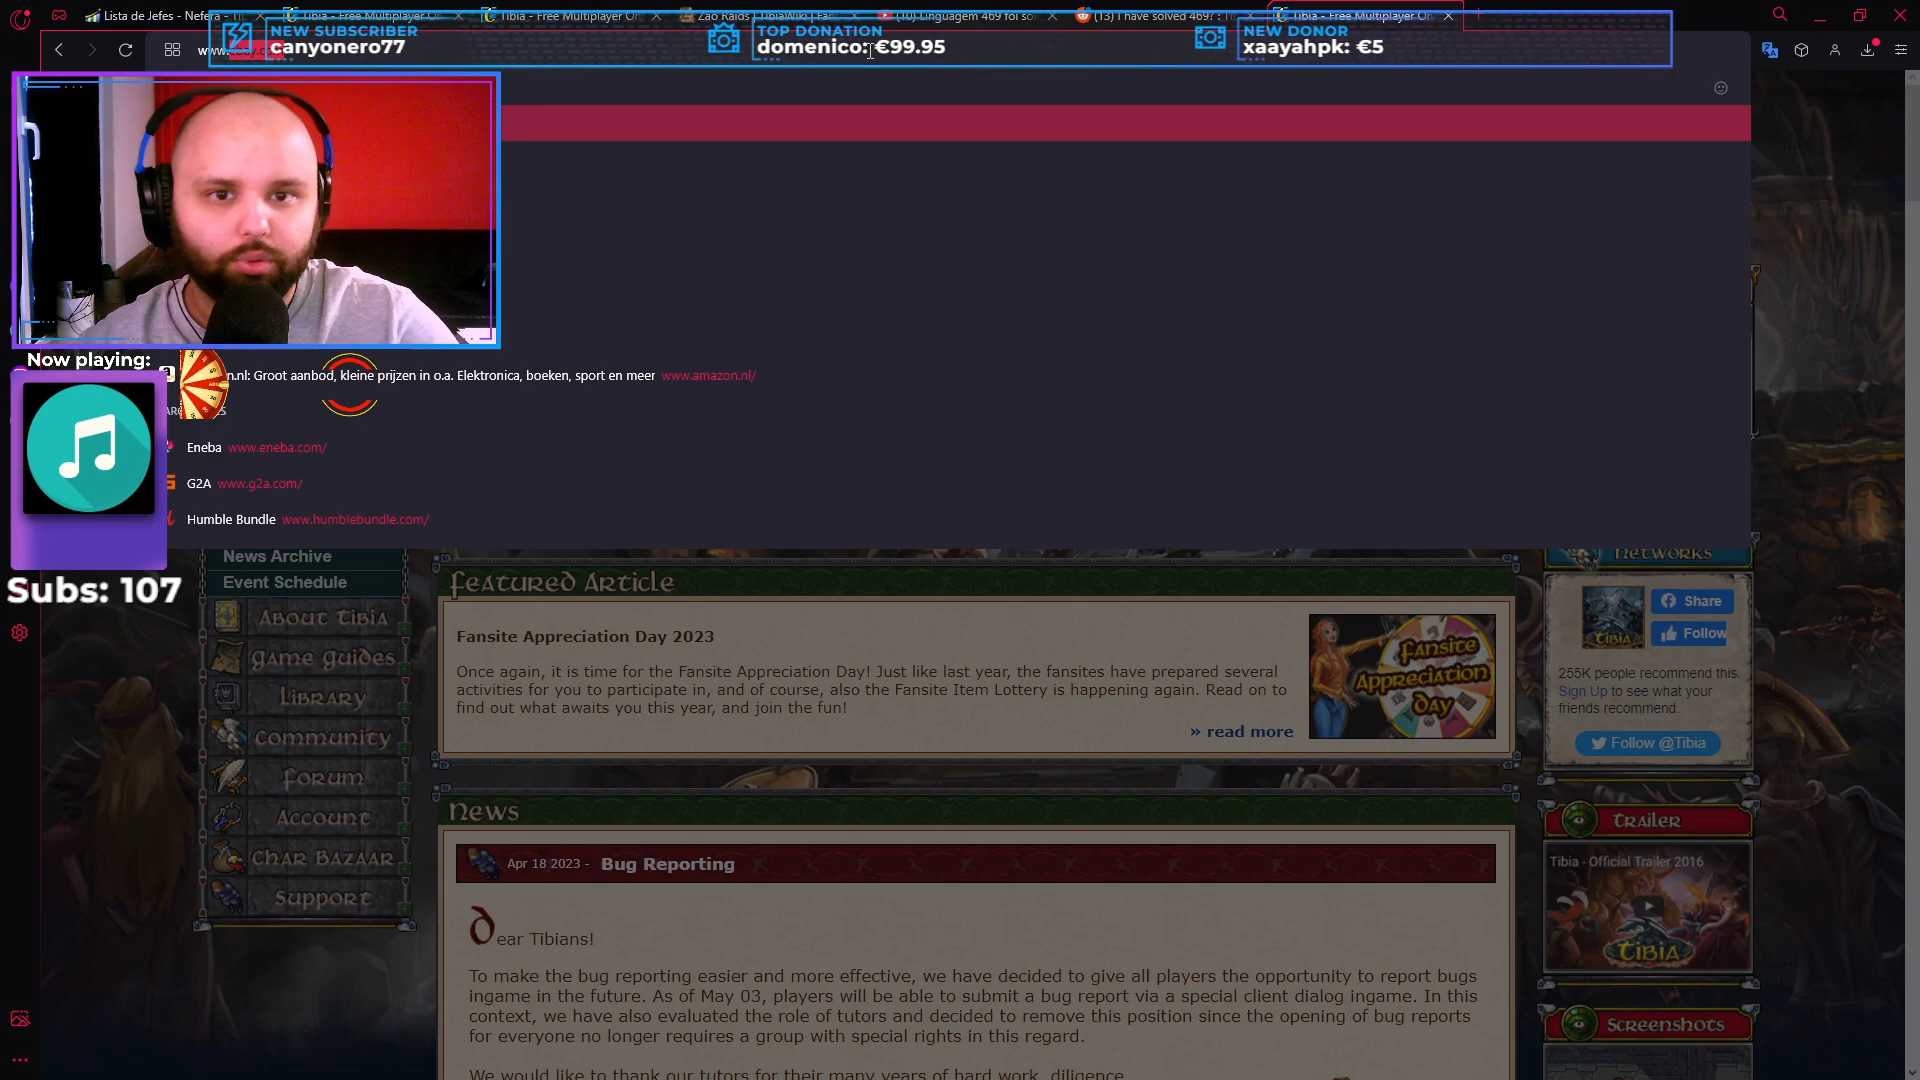 Lista de Jefes - Nefera - Ti
Tibia - Free Multiplayer On
Tibia - Free Multiplayer On
Zao Raids | TibiaWiki | Fan
(10) Linguagem 469 foi sol
(13) I have solved 469? : Ti
Tibia - Free Multiplayer On
NEW SUBSCRIBER
canyonero77
TOP DONATION
domenico: €99.95
NEW DONOR
xaayahpk: €5
www.
Now playing:
n.nl: Groot aanbod, kleine prijzen in o.a. Elektronica, boeken, sport en meer www.amazon.nl/
Eneba www.eneba.com/
G2A www.g2a.com/
Humble Bundle www.humblebundle.com/
Subs: 107
News Archive
Event Schedule
About Tibia
Game Guides
Library
Community
Forum
Account
Char Bazaar
Support
Featured Article
Fansite Appreciation Day 2023
Once again, it is time for the Fansite Appreciation Day! Just like last year, the fansites have prepared several
activities for you to participate in, and of course, also the Fansite Item Lottery is happening again. Read on to
find out what awaits you this year, and join the fun!
» read more
Fansite
Appreciation
Day
News
Apr 18 2023 - Bug Reporting
Dear Tibians!
To make the bug reporting easier and more effective, we have decided to give all players the opportunity to report bugs
ingame in the future. As of May 03, players will be able to submit a bug report via a special client dialog ingame. In this
context, we have also evaluated the role of tutors and decided to remove this position since the opening of bug reports
for everyone no longer requires a group with special rights in this regard.
We would like to thank our tutors for their many years of hard work, diligence
Networks
TIBIA
Share
Follow
255K people recommend this.
Sign Up to see what your
friends recommend.
Follow @Tibia
Trailer
Tibia - Official Trailer 2016
TIBIA
Screenshots